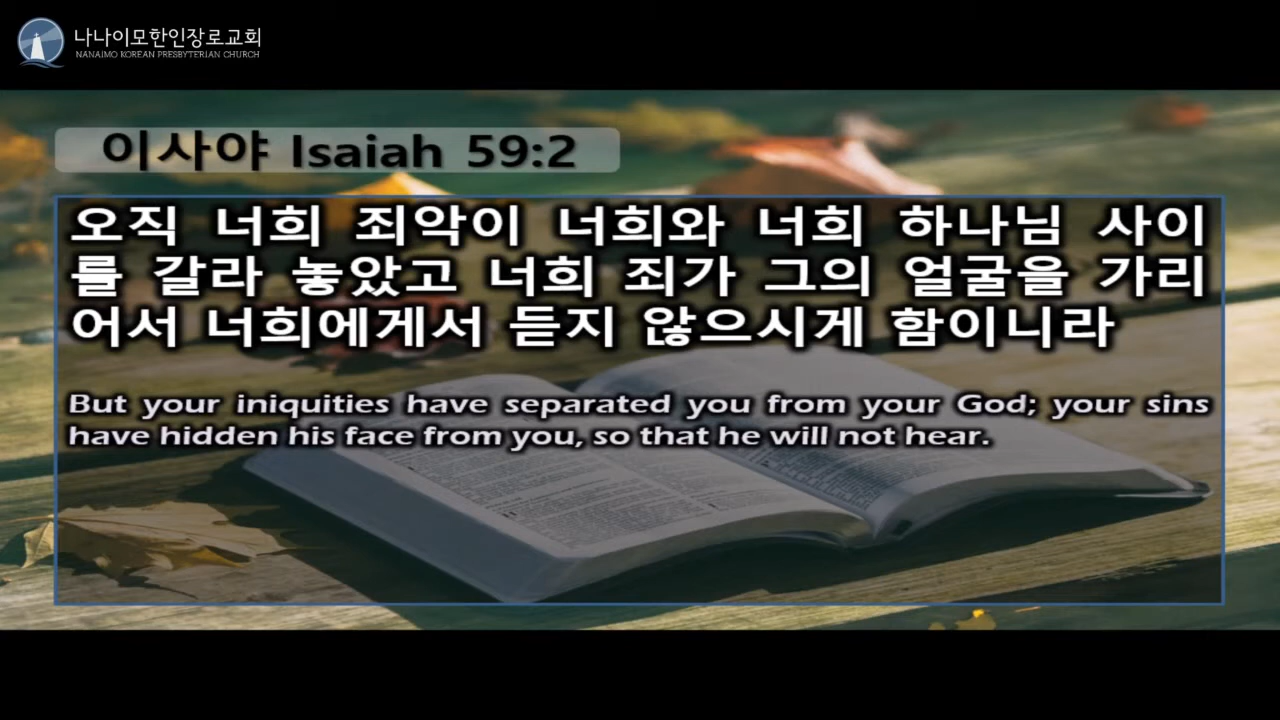 나나이모한인장로교회
NANAIMO KOREAN PRESBYTERIAN CHURCH
이사야 Isaiah 59:2
오직 너희 죄악이 너희와 너희 하나님 사이
를 갈라 놓았고 너희 죄가 그의 얼굴을 가리
어서 너희에게서 듣지 않으시게 함이니라
But your iniquities have separated you from your God; your sins
have hidden his face from you, so that he will not hear.